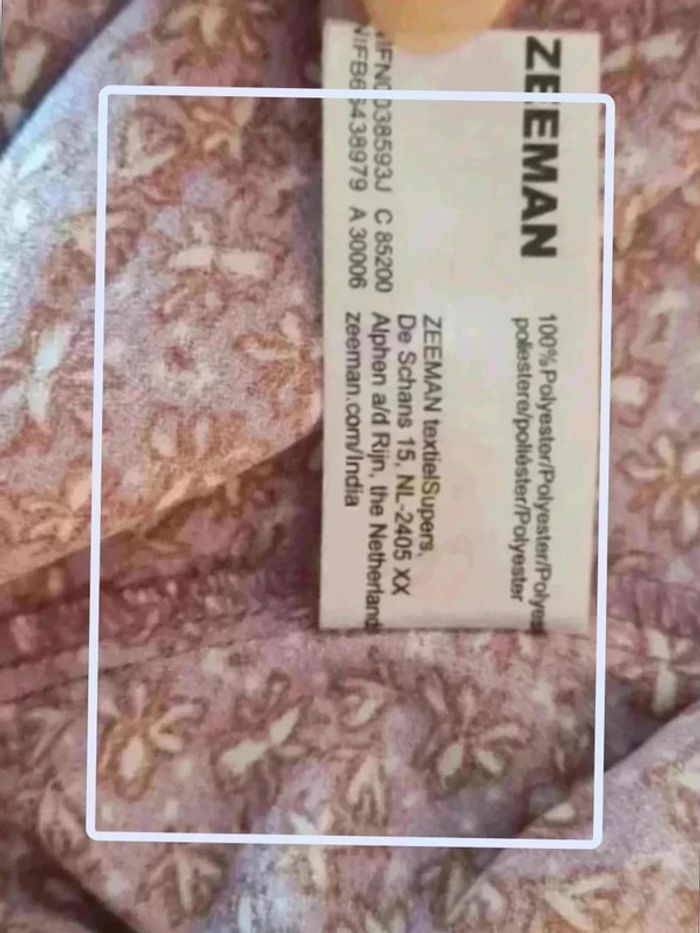 ZEEMAN
100% Polyester/Polyester/Polyes
poliestere/poliéster/Polyester
ZEEMAN textielSupers,
De Schans 15, NL-2405 XX
Alphen a/d Rijn, the Netherland
zeeman.com/India
C 85200
A 30006